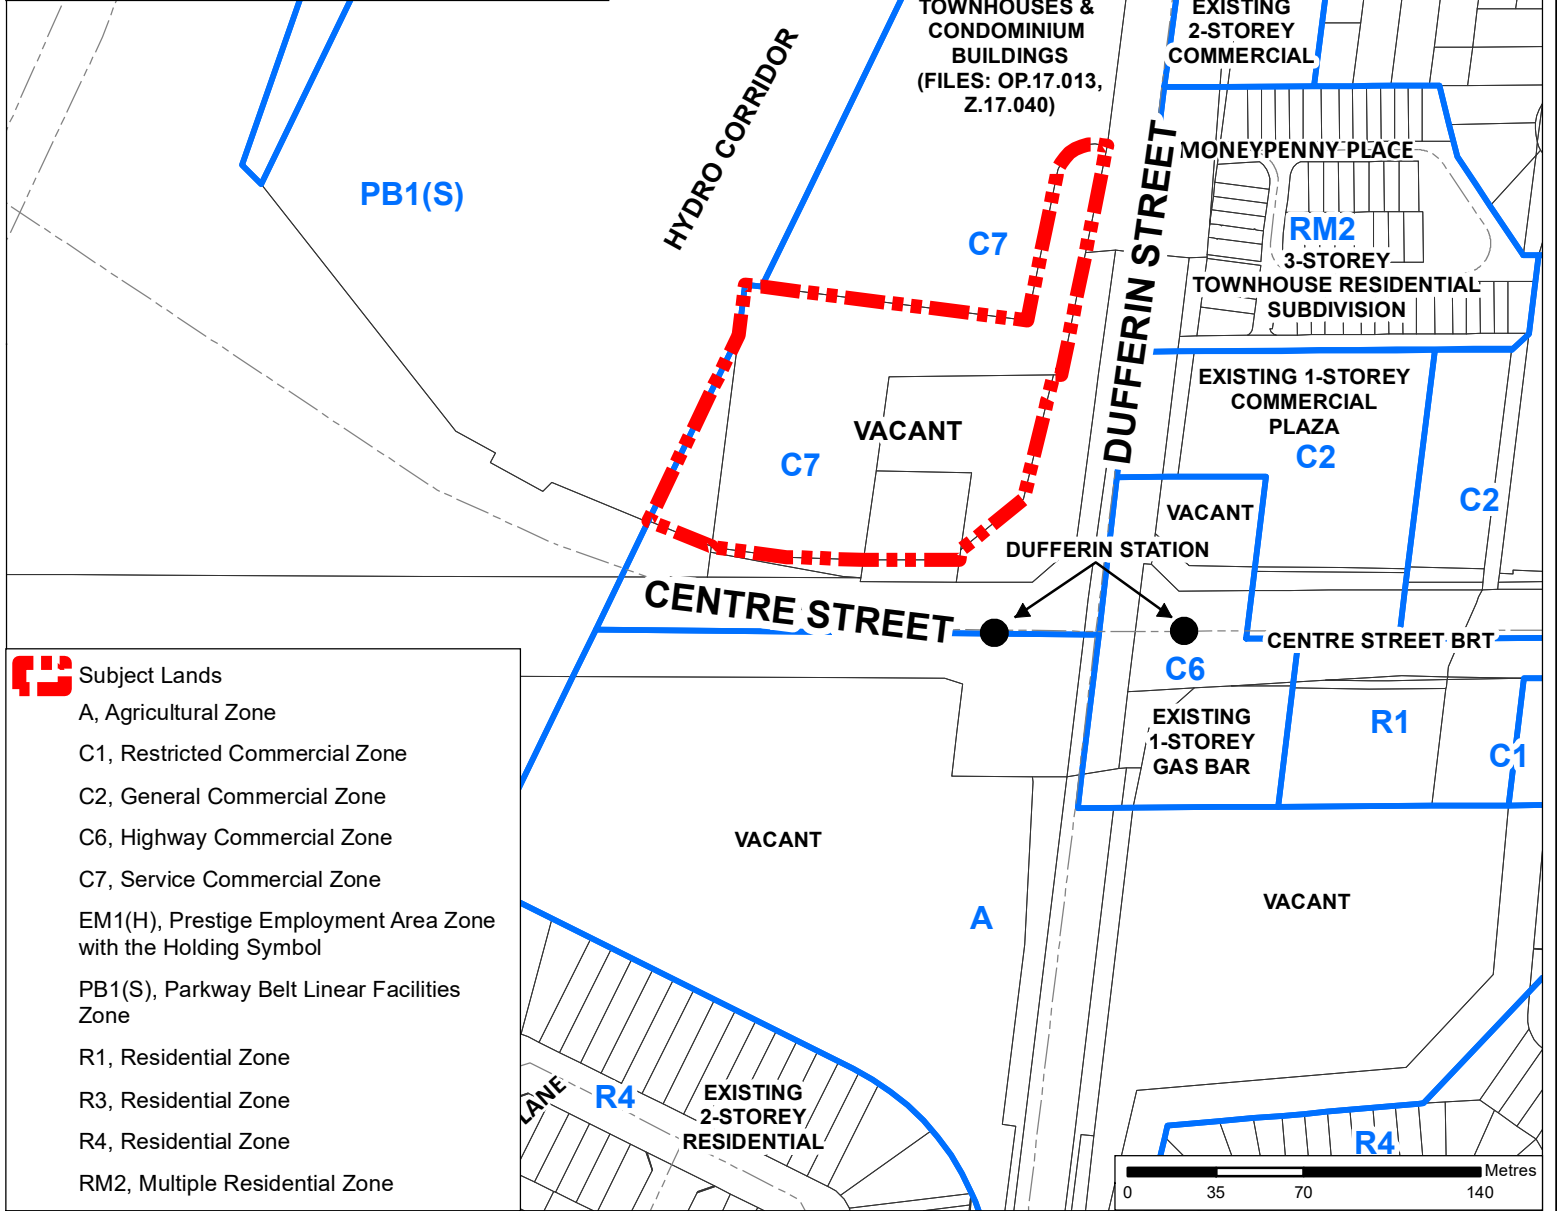 TOWNHOUSES &
CONDOMINIUM
BUILDINGS
(FILES: OP.17.013,
Z.17.040)
EXISTING
2-STOREY
COMMERCIAL
HYDRO CORRIDOR
PB1(S)
C7
DUFFERIN STREET
MONEYPENNY PLACE
RM2
3-STOREY
TOWNHOUSE RESIDENTIAL
SUBDIVISION
EXISTING 1-STOREY
COMMERCIAL
PLAZA
C2
C2
VACANT
C7
VACANT
DUFFERIN STATION
CENTRE STREET
CENTRE STREET BRT
C6
EXISTING
1-STOREY
GAS BAR
R1
C1
VACANT
VACANT
A
LANE
R4
EXISTING
2-STOREY
RESIDENTIAL
R4
Subject Lands
A, Agricultural Zone
C1, Restricted Commercial Zone
C2, General Commercial Zone
C6, Highway Commercial Zone
C7, Service Commercial Zone
EM1(H), Prestige Employment Area Zone
with the Holding Symbol
PB1(S), Parkway Belt Linear Facilities
Zone
R1, Residential Zone
R3, Residential Zone
R4, Residential Zone
RM2, Multiple Residential Zone
Metres
0 35 70 140